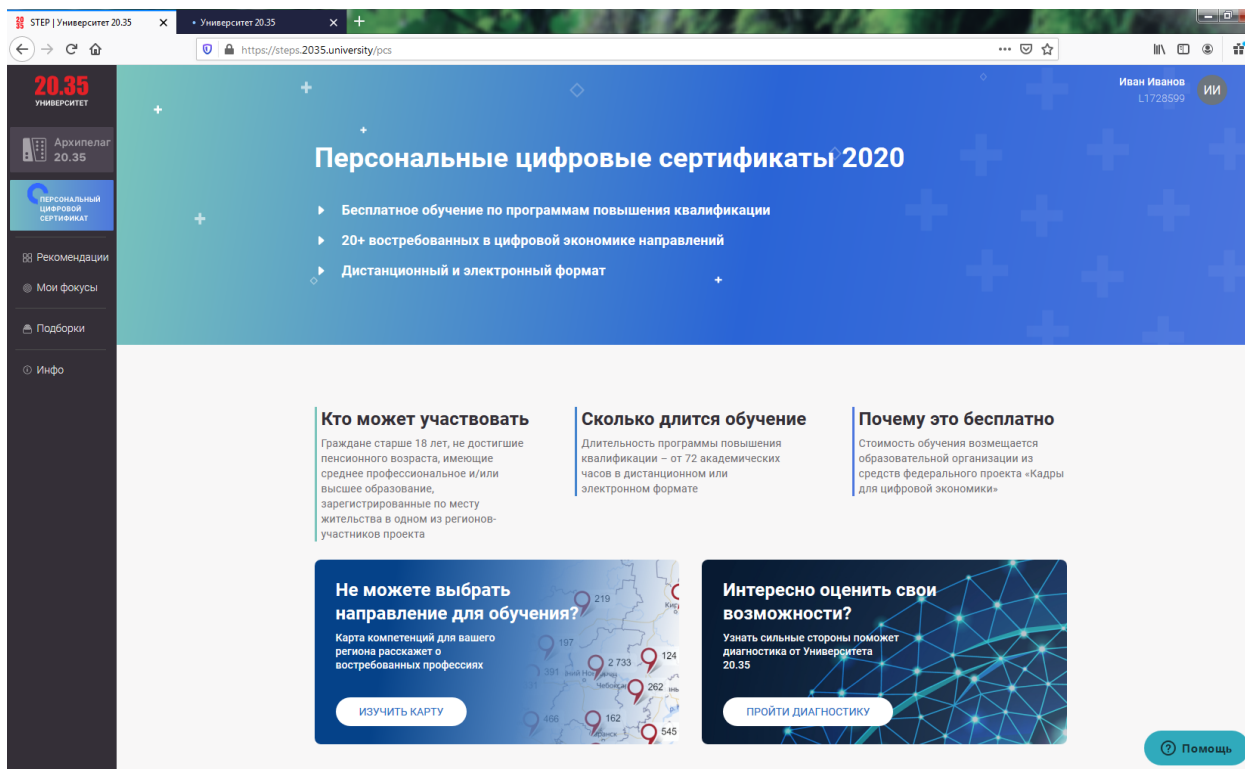 STEP | Университет 20.35
• Университет 20.35
https://steps.2035.university/pcs
20.35
УНИВЕРСИТЕТ
Архипелаг
20.35
ПЕРСОНАЛЬНЫЙ
ЦИФРОВОЙ
СЕРТИФИКАТ
Рекомендации
Мои фокусы
Подборки
Инфо
Иван Иванов
L1728599
ИИ
Персональные цифровые сертификаты 2020
Бесплатное обучение по программам повышения квалификации
20+ востребованных в цифровой экономике направлений
Дистанционный и электронный формат
Кто может участвовать
Граждане старше 18 лет, не достигшие
пенсионного возраста, имеющие
среднее профессиональное и/или
высшее образование,
зарегистрированные по месту
жительства в одном из регионов-
участников проекта
Сколько длится обучение
Длительность программы повышения
квалификации – от 72 академических
часов в дистанционном или
электронном формате
Почему это бесплатно
Стоимость обучения возмещается
образовательной организации из
средств федерального проекта «Кадры
для цифровой экономики»
Не можете выбрать
направление для обучения?
Карта компетенций для вашего
региона расскажет о
востребованных профессиях
ИЗУЧИТЬ КАРТУ
219
197
391
2 733
124
262
466
162
545
Интересно оценить свои
возможности?
Узнать сильные стороны поможет
диагностика от Университета
20.35
ПРОЙТИ ДИАГНОСТИКУ
Помощь